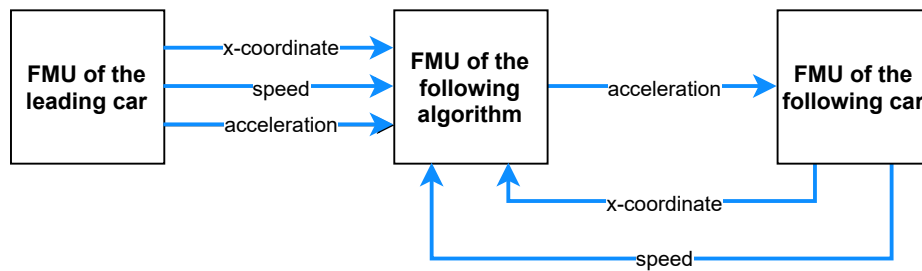 FMU of the
leading car
x-coordinate
speed
acceleration
FMU of the
following
algorithm
acceleration
FMU of the
following car
x-coordinate
speed